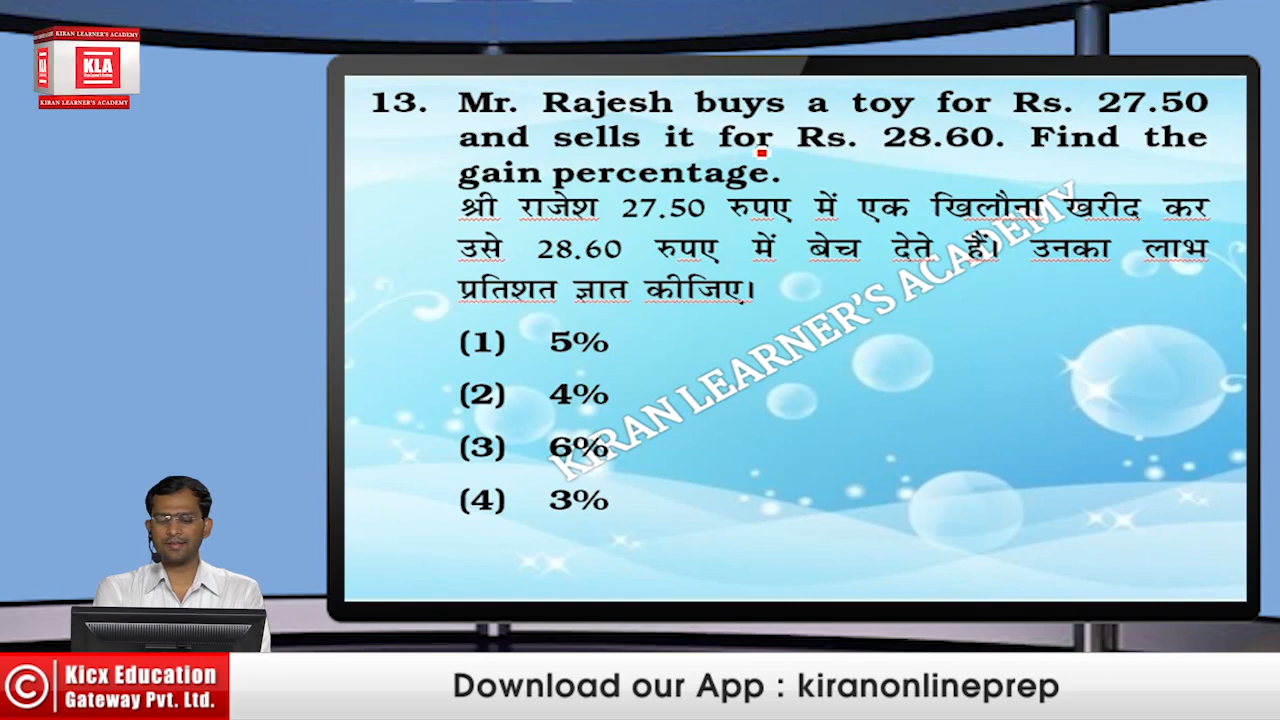 KIRAN LEARNER'S ACADEMY
KLA
KIRAN LEARNER'S ACADEMY
13. Mr. Rajesh buys a toy for Rs. 27.50
and sells it for Rs. 28.60. Find the
gain percentage.
श्री राजेश 27.50 रुपए में एक खिलौना खरीद कर
उसे 28.60 रुपए में बेच देते हैं। उनका लाभ
प्रतिशत ज्ञात कीजिए।
(1) 5%
(2) 4%
(3) 6%
(4) 3%
KIRAN LEARNER'S ACADEMY
© Kicx Education
Gateway Pvt. Ltd.
Download our App : kiranonlineprep